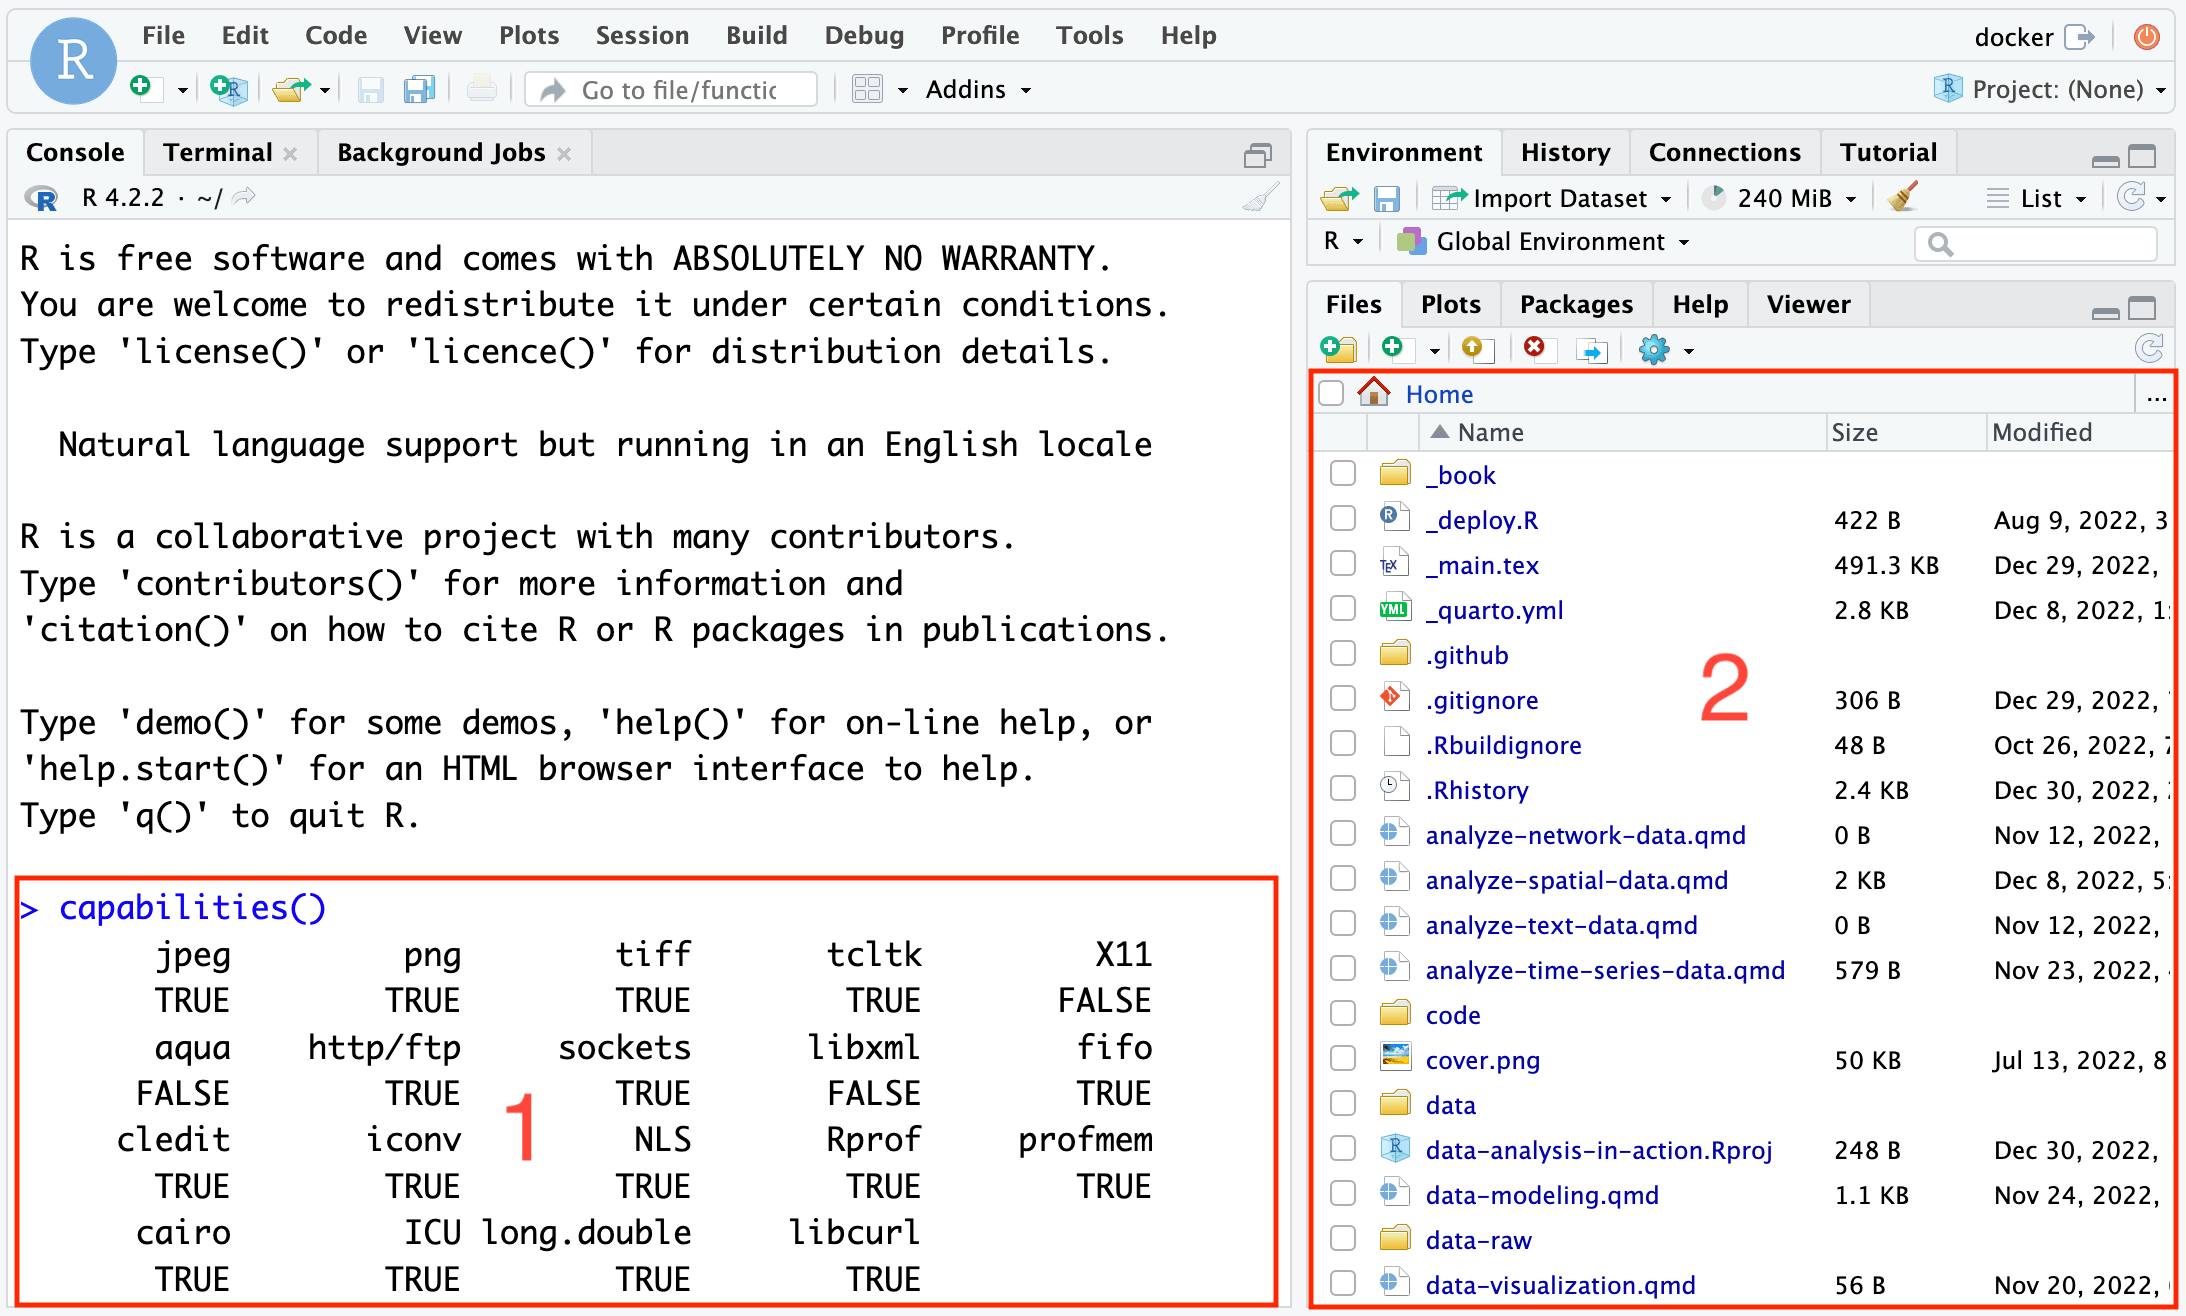 R File Edit Code View Plots Session Build Debug Profile Tools Help docker
Go to file/functic Addins Project: (None)
Console Terminal Background Jobs
R 4.2.2 · ~/
R is free software and comes with ABSOLUTELY NO WARRANTY.
You are welcome to redistribute it under certain conditions.
Type 'license()' or 'licence()' for distribution details.
Natural language support but running in an English locale
R is a collaborative project with many contributors.
Type 'contributors()' for more information and
'citation()' on how to cite R or R packages in publications.
Type 'demo()' for some demos, 'help()' for on-line help, or
'help.start()' for an HTML browser interface to help.
Type 'q()' to quit R.
> capabilities()
jpeg png tiff tcltk X11
TRUE TRUE TRUE TRUE FALSE
aqua http/ftp sockets libxml fifo
FALSE TRUE TRUE FALSE TRUE
cledit iconv NLS Rprof profmem
TRUE TRUE TRUE TRUE TRUE
cairo ICU long.double libcurl
TRUE TRUE TRUE TRUE
1
Environment History Connections Tutorial
Import Dataset 240 MiB List
R Global Environment
Files Plots Packages Help Viewer
Home ...
Name Size Modified
_book
_deploy.R 422 B Aug 9, 2022, 3
_main.tex 491.3 KB Dec 29, 2022,
_quarto.yml 2.8 KB Dec 8, 2022, 1:
.github
.gitignore 306 B Dec 29, 2022,
.Rbuildignore 48 B Oct 26, 2022, 7
.Rhistory 2.4 KB Dec 30, 2022,
analyze-network-data.qmd 0 B Nov 12, 2022,
analyze-spatial-data.qmd 2 KB Dec 8, 2022, 5:
analyze-text-data.qmd 0 B Nov 12, 2022,
analyze-time-series-data.qmd 579 B Nov 23, 2022,
code
cover.png 50 KB Jul 13, 2022, 8
data
data-analysis-in-action.Rproj 248 B Dec 30, 2022,
data-modeling.qmd 1.1 KB Nov 24, 2022,
data-raw
data-visualization.qmd 56 B Nov 20, 2022,
2